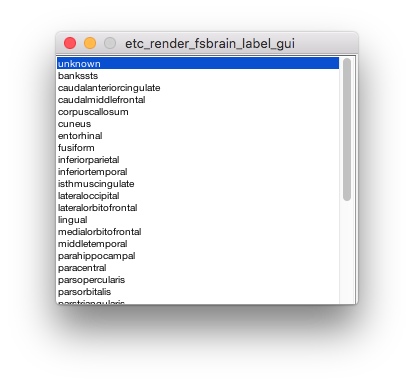 etc_render_fsbrain_label_gui
unknown
bankssts
caudalanteriorcingulate
caudalmiddlefrontal
corpuscallosum
cuneus
entorhinal
fusiform
inferiorparietal
inferiortemporal
isthmuscingulate
lateraloccipital
lateralorbitofrontal
lingual
medialorbitofrontal
middletemporal
parahippocampal
paracentral
parsopercularis
parsorbitalis
parstriangularis